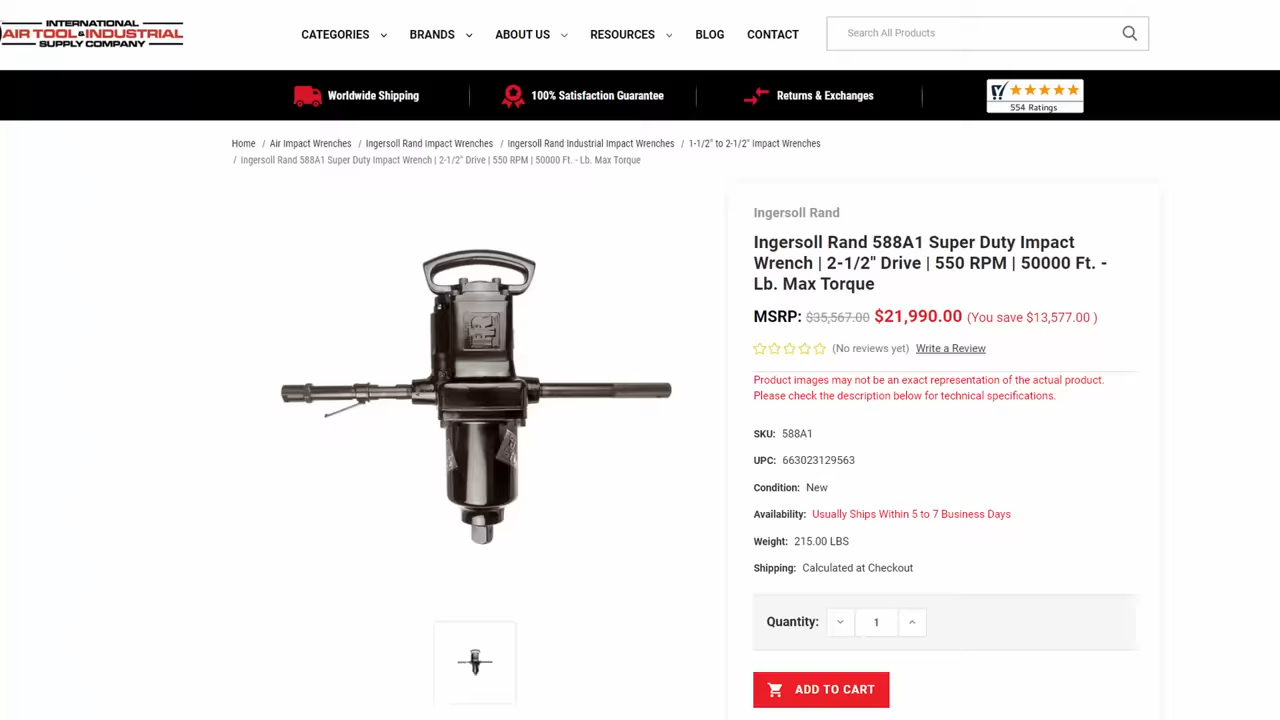 INTERNATIONAL
AIR TOOL & INDUSTRIAL
SUPPLY COMPANY
CATEGORIES
BRANDS
ABOUT US
RESOURCES
BLOG
CONTACT
Search All Products
Worldwide Shipping
100% Satisfaction Guarantee
Returns & Exchanges
554 Ratings
Home / Air Impact Wrenches / Ingersoll Rand Impact Wrenches / Ingersoll Rand Industrial Impact Wrenches / 1-1/2" to 2-1/2" Impact Wrenches
/ Ingersoll Rand 588A1 Super Duty Impact Wrench | 2-1/2" Drive | 550 RPM | 50000 Ft. - Lb. Max Torque
Ingersoll Rand
Ingersoll Rand 588A1 Super Duty Impact
Wrench | 2-1/2" Drive | 550 RPM | 50000 Ft. -
Lb. Max Torque
MSRP: $35,567.00 $21,990.00 (You save $13,577.00 )
(No reviews yet) Write a Review
Product images may not be an exact representation of the actual product.
Please check the description below for technical specifications.
SKU: 588A1
UPC: 663023129563
Condition: New
Availability: Usually Ships Within 5 to 7 Business Days
Weight: 215.00 LBS
Shipping: Calculated at Checkout
Quantity: 1
ADD TO CART